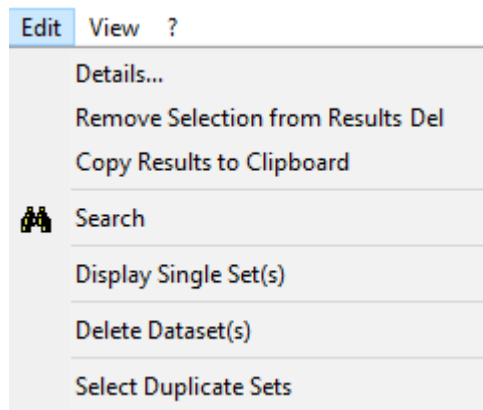 Edit View ?
Details...
Remove Selection from Results Del
Copy Results to Clipboard
Search
Display Single Set(s)
Delete Dataset(s)
Select Duplicate Sets